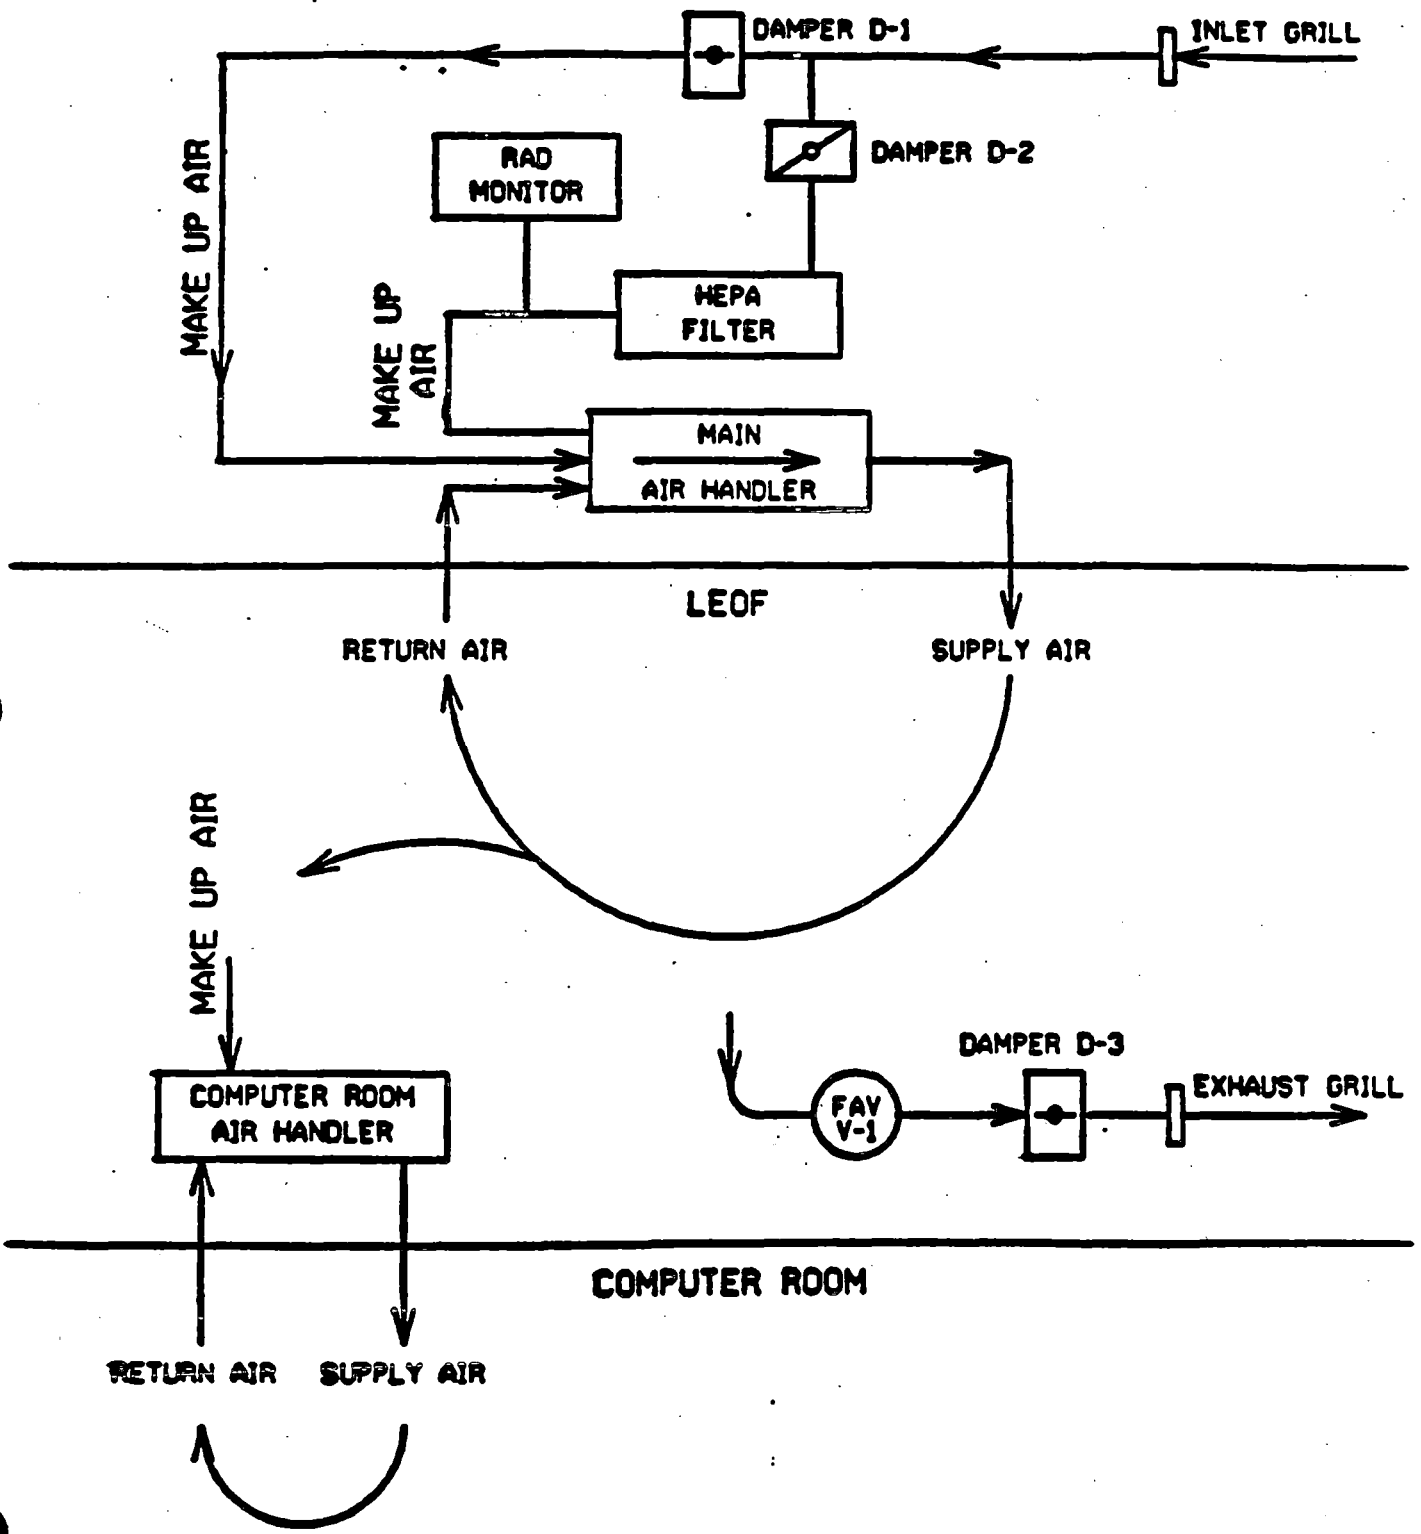 DAMPER D-1
INLET GRILL
DAMPER D-2
RAD
MONITOR
MAKE UP AIR
HEPA
FILTER
MAKE UP
AIR
MAIN
AIR HANDLER
LEOF
RETURN AIR
SUPPLY AIR
MAKE UP AIR
DAMPER D-3
EXHAUST GRILL
COMPUTER ROOM
AIR HANDLER
FAV
V-1
COMPUTER ROOM
RETURN AIR
SUPPLY AIR